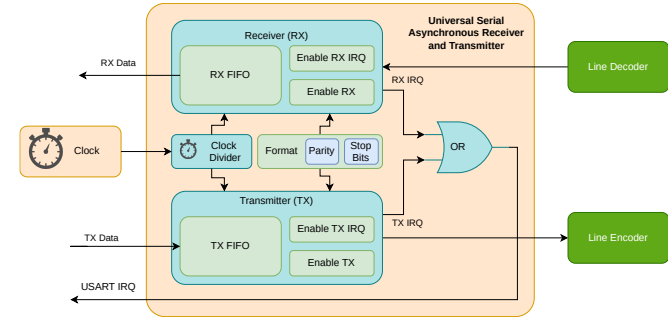 Universal Serial
Asynchronous Receiver
and Transmitter
Receiver (RX)
RX FIFO
Enable RX IRQ
Enable RX
RX Data
RX IRQ
Line Decoder
Clock
Clock
Divider
Format
Parity
Stop
Bits
OR
Transmitter (TX)
TX FIFO
Enable TX IRQ
Enable TX
TX Data
TX IRQ
Line Encoder
USART IRQ